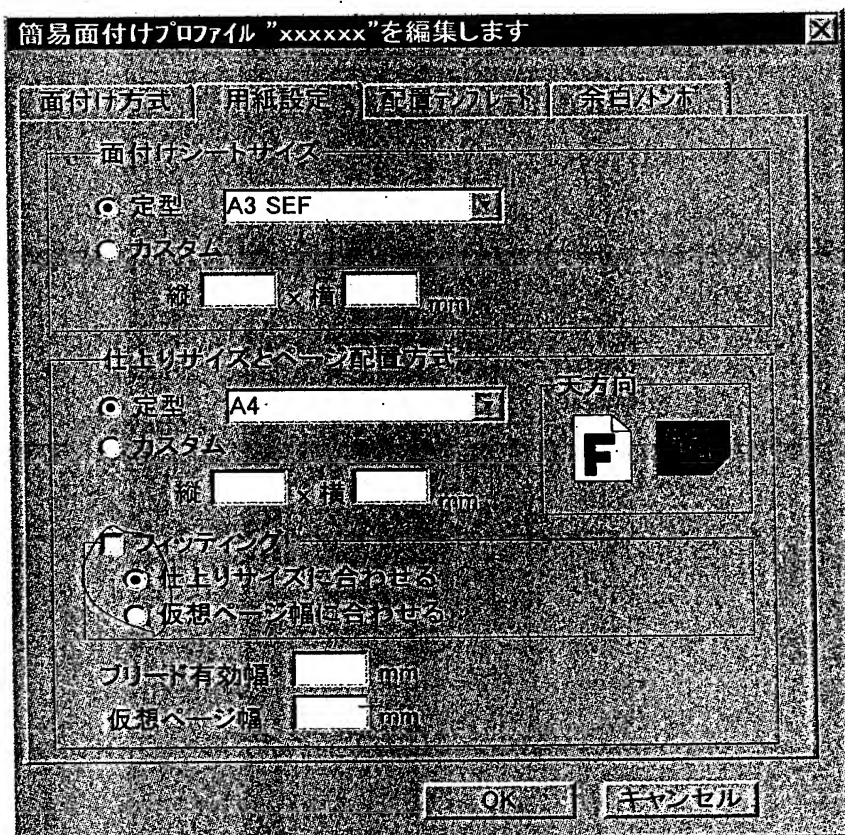 簡易面付けプロファイル "xxxxxx"を編集します
面付け方式 用紙設定 配置テンプレート 余白/トンボ
面付けシートサイズ
定型 A3 SEF
カスタム
縦 × 横 mm
仕上りサイズとページ配置方式
天方向
定型 A4
F
カスタム
縦 × 横 mm
フィッティング
仕上りサイズに合わせる
仮想ページ幅に合わせる
ブリード有効幅 mm
仮想ページ幅 mm
OK キャンセル